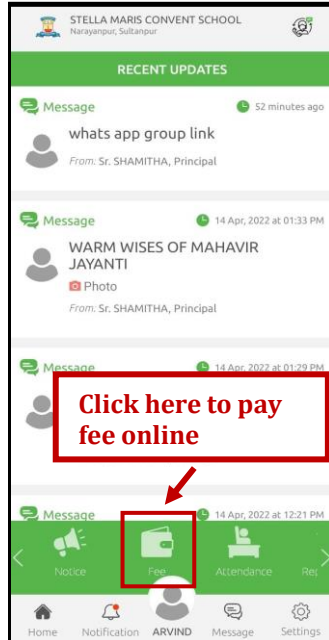 STELLA MARIS CONVENT SCHOOL
Narayanpur, Sultanpur
RECENT UPDATES
Message 52 minutes ago
whats app group link
From: Sr. SHAMITHA, Principal
Message 14 Apr, 2022 at 01:33 PM
WARM WISES OF MAHAVIR
JAYANTI
Photo
From: Sr. SHAMITHA, Principal
Message 14 Apr, 2022 at 01:29 PM
Click here to pay
fee online
Message 14 Apr, 2022 at 12:21 PM
Notice Fee Attendance
Home Notification ARVIND Message Settings